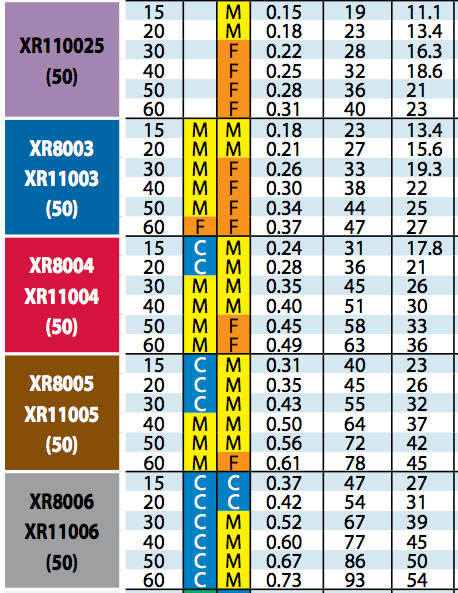 XR110025
(50)
15 M 0.15 19 11.1
20 M 0.18 23 13.4
30 F 0.22 28 16.3
40 F 0.25 32 18.6
50 F 0.28 36 21
60 F 0.31 40 23
XR8003
XR11003
(50)
15 M M 0.18 23 13.4
20 M M 0.21 27 15.6
30 M F 0.26 33 19.3
40 M F 0.30 38 22
50 M F 0.34 44 25
60 F F 0.37 47 27
XR8004
XR11004
(50)
15 C M 0.24 31 17.8
20 C M 0.28 36 21
30 M M 0.35 45 26
40 M M 0.40 51 30
50 M F 0.45 58 33
60 M F 0.49 63 36
XR8005
XR11005
(50)
15 C M 0.31 40 23
20 C M 0.35 45 26
30 C M 0.43 55 32
40 M M 0.50 64 37
50 M M 0.56 72 42
60 M F 0.61 78 45
XR8006
XR11006
(50)
15 C C 0.37 47 27
20 C C 0.42 54 31
30 C M 0.52 67 39
40 C M 0.60 77 45
50 C M 0.67 86 50
60 C M 0.73 93 54